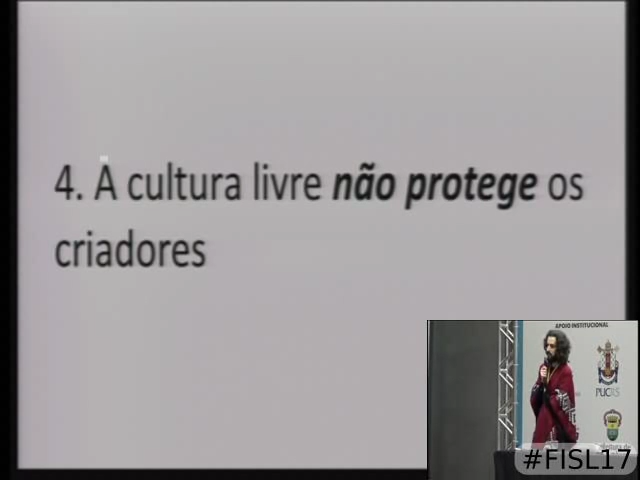 4. A cultura livre não protege os
criadores
APOIO INSTITUCIONAL
PUCRS
#FISL17